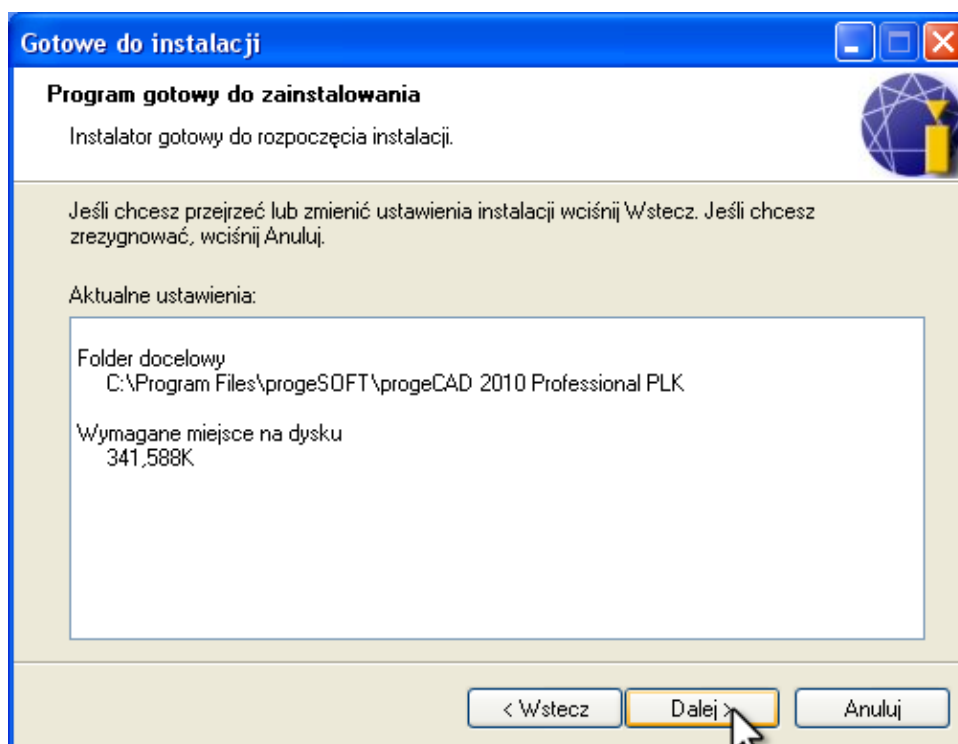 Gotowe do instalacji
Program gotowy do zainstalowania
Instalator gotowy do rozpoczęcia instalacji.
Jeśli chcesz przejrzeć lub zmienić ustawienia instalacji wciśnij Wstecz. Jeśli chcesz
zrezygnować, wciśnij Anuluj.
Aktualne ustawienia:
Folder docelowy
C:\Program Files\progeSOFT\progeCAD 2010 Professional PLK
Wymagane miejsce na dysku
341,588K
< Wstecz
Dalej >
Anuluj